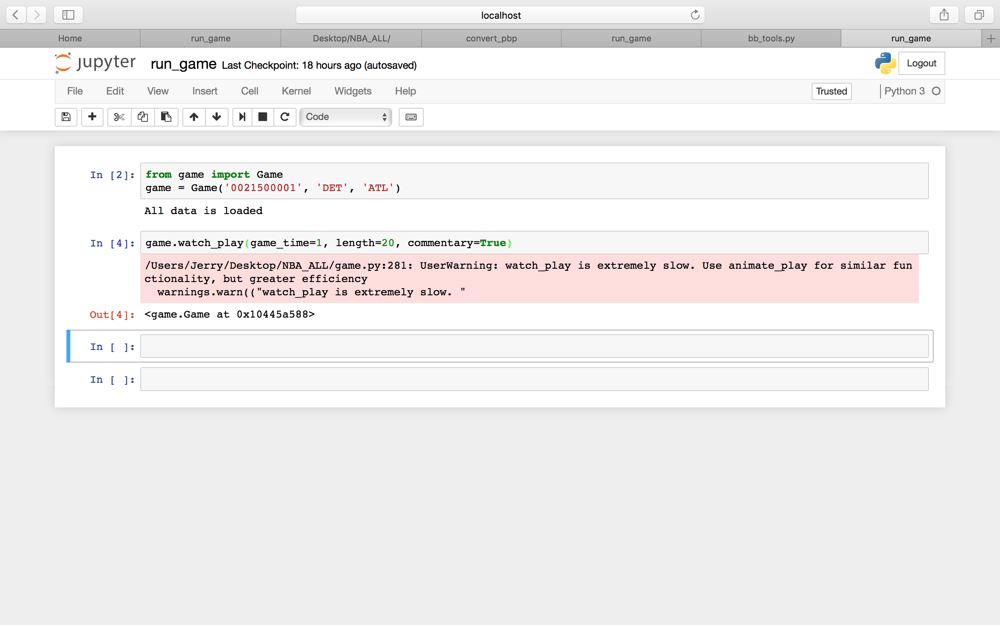 localhost
Home
run_game
Desktop/NBA_ALL/
convert_pbp
run_game
bb_tools.py
run_game
jupyter
run_game Last Checkpoint: 18 hours ago (autosaved)
Logout
File Edit View Insert Cell Kernel Widgets Help
Trusted
Python 3
Code
In [2]: from game import Game
game = Game('0021500001', 'DET', 'ATL')
All data is loaded
In [4]: game.watch_play(game_time=1, length=20, commentary=True)
/Users/Jerry/Desktop/NBA_ALL/game.py:281: UserWarning: watch_play is extremely slow. Use animate_play for similar fun
ctionality, but greater efficiency
  warnings.warn(("watch_play is extremely slow. "
Out[4]: <game.Game at 0x10445a588>
In [ ]:
In [ ]: